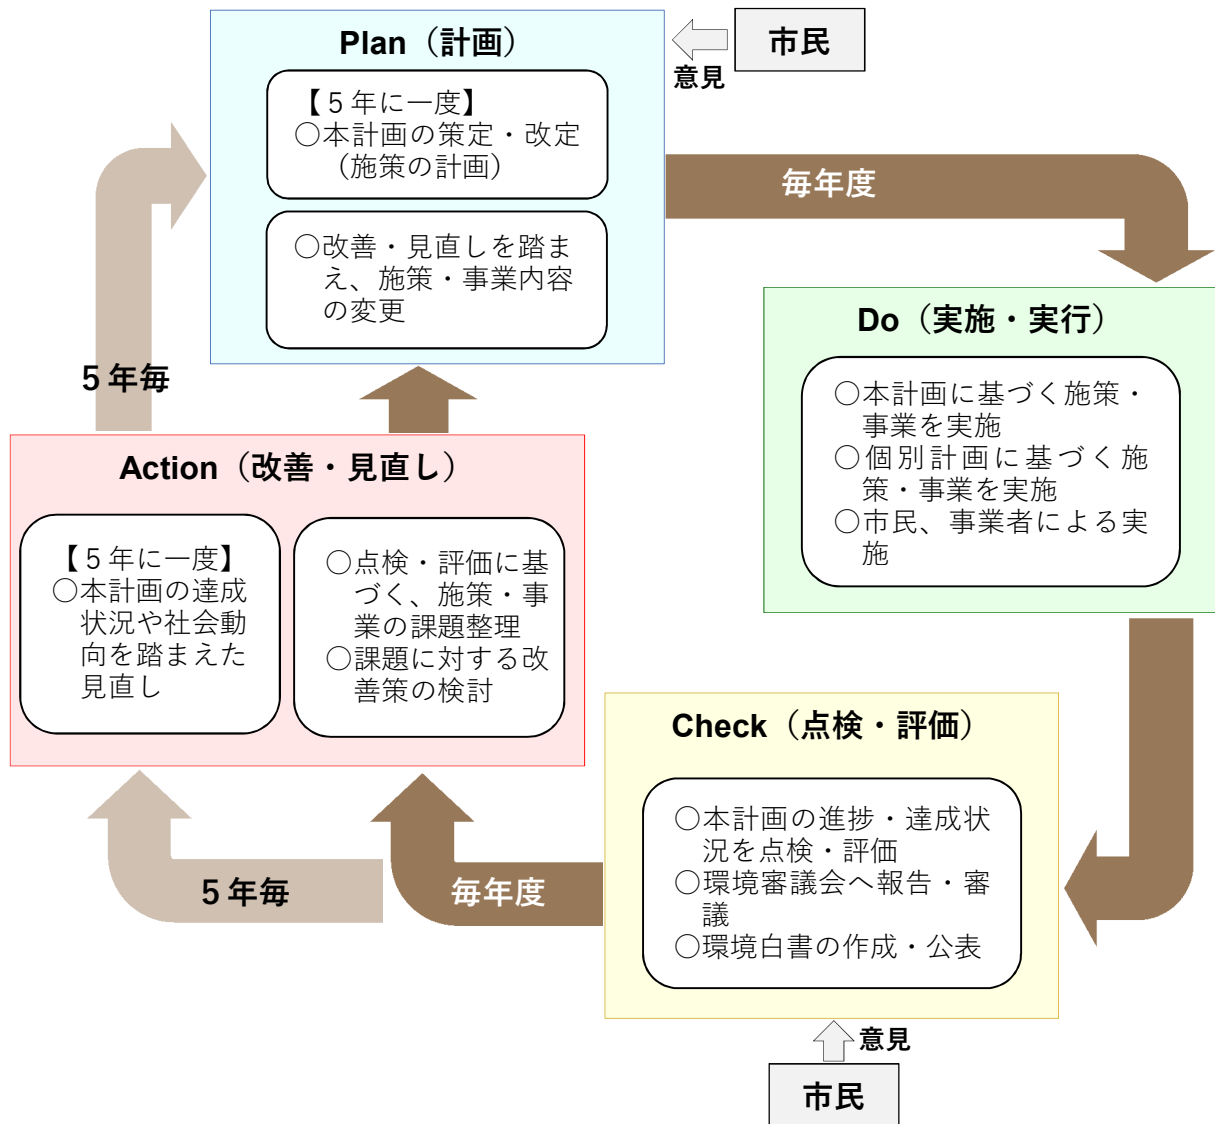 Plan（計画）
市民
意見
【５年に一度】
○本計画の策定・改定
（施策の計画）
○改善・見直しを踏ま
え、施策・事業内容
の変更
毎年度
Do（実施・実行）
○本計画に基づく施策・
事業を実施
○個別計画に基づく施
策・事業を実施
○市民、事業者による実
施
５年毎
Action（改善・見直し）
【５年に一度】
○本計画の達成
状況や社会動
向を踏まえた
見直し
○点検・評価に基
づく、施策・事
業の課題整理
○課題に対する改
善策の検討
Check（点検・評価）
○本計画の進捗・達成状
況を点検・評価
○環境審議会へ報告・審
議
○環境白書の作成・公表
５年毎
毎年度
意見
市民